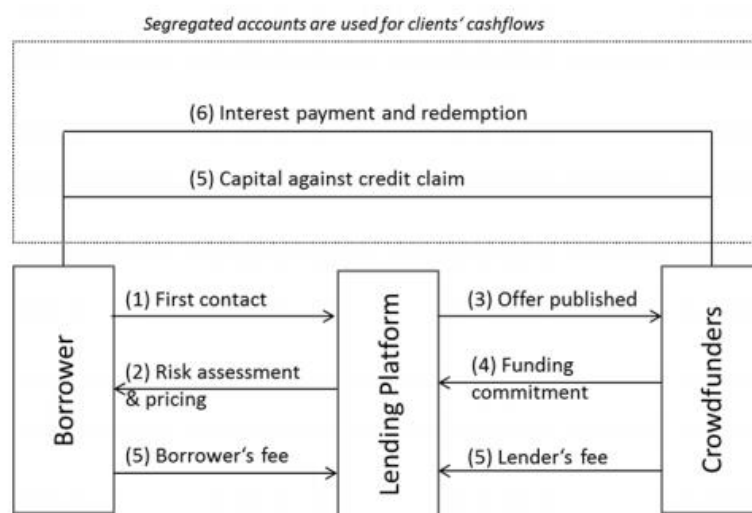 Segregated accounts are used for clients' cashflows
(6) Interest payment and redemption
(5) Capital against credit claim
Borrower
(1) First contact
(2) Risk assessment
& pricing
(5) Borrower's fee
Lending Platform
(3) Offer published
(4) Funding
commitment
(5) Lender's fee
Crowdfunders